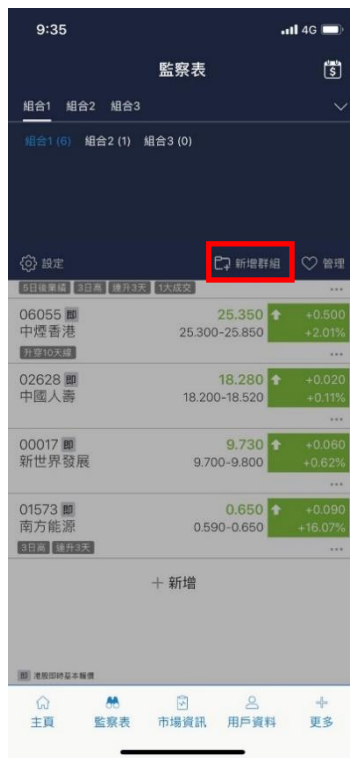 9:35
4G
監察表
組合1 組合2 組合3
組合1 (6) 組合2 (1) 組合3 (0)
設定 新增群組 管理
5日後業績 3日高 連升3天 1大成交
06055 即 25.350 +0.500
中煙香港 25.300-25.850 +2.01%
升穿10天線
02628 即 18.280 +0.020
中國人壽 18.200-18.520 +0.11%
00017 即 9.730 +0.060
新世界發展 9.700-9.800 +0.62%
01573 即 0.650 +0.090
南方能源 0.590-0.650 +16.07%
3日高 連升3天
+ 新增
即 港股即時基本報價
主頁 監察表 市場資訊 用戶資料 更多